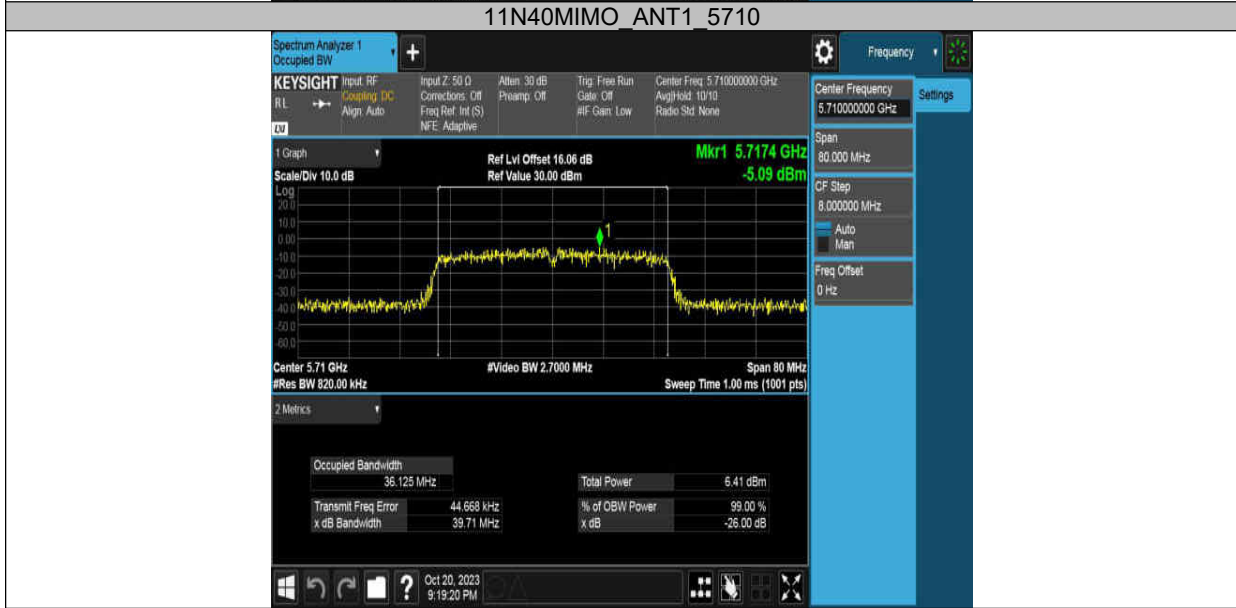 11N40MIMO_ANT1_5710
Spectrum Analyzer 1
Occupied BW
+
Frequency
KEYSIGHT
RL
Input: RF
Coupling: DC
Align: Auto
Input Z: 50 Ω
Corrections: Off
Freq Ref: Int (S)
NFE: Adaptive
Atten: 30 dB
Preamp: Off
Trig: Free Run
Gate: Off
#IF Gain: Low
Center Freq: 5.710000000 GHz
Avg|Hold: 10/10
Radio Std: None
LXI
Center Frequency
5.710000000 GHz
Settings
Span
80.000 MHz
CF Step
8.000000 MHz
Auto
Man
Freq Offset
0 Hz
1 Graph
Scale/Div 10.0 dB
Ref Lvl Offset 16.06 dB
Ref Value 30.00 dBm
Mkr1 5.7174 GHz
-5.09 dBm
Log
20.0
10.0
0.00
-10.0
-20.0
-30.0
-40.0
-50.0
-60.0
1
Center 5.71 GHz
#Video BW 2.7000 MHz
Span 80 MHz
#Res BW 820.00 kHz
Sweep Time 1.00 ms (1001 pts)
2 Metrics
Occupied Bandwidth
36.125 MHz
Total Power 6.41 dBm
Transmit Freq Error 44.668 kHz
% of OBW Power 99.00 %
x dB Bandwidth 39.71 MHz
x dB -26.00 dB
?
Oct 20, 2023
9:19:20 PM